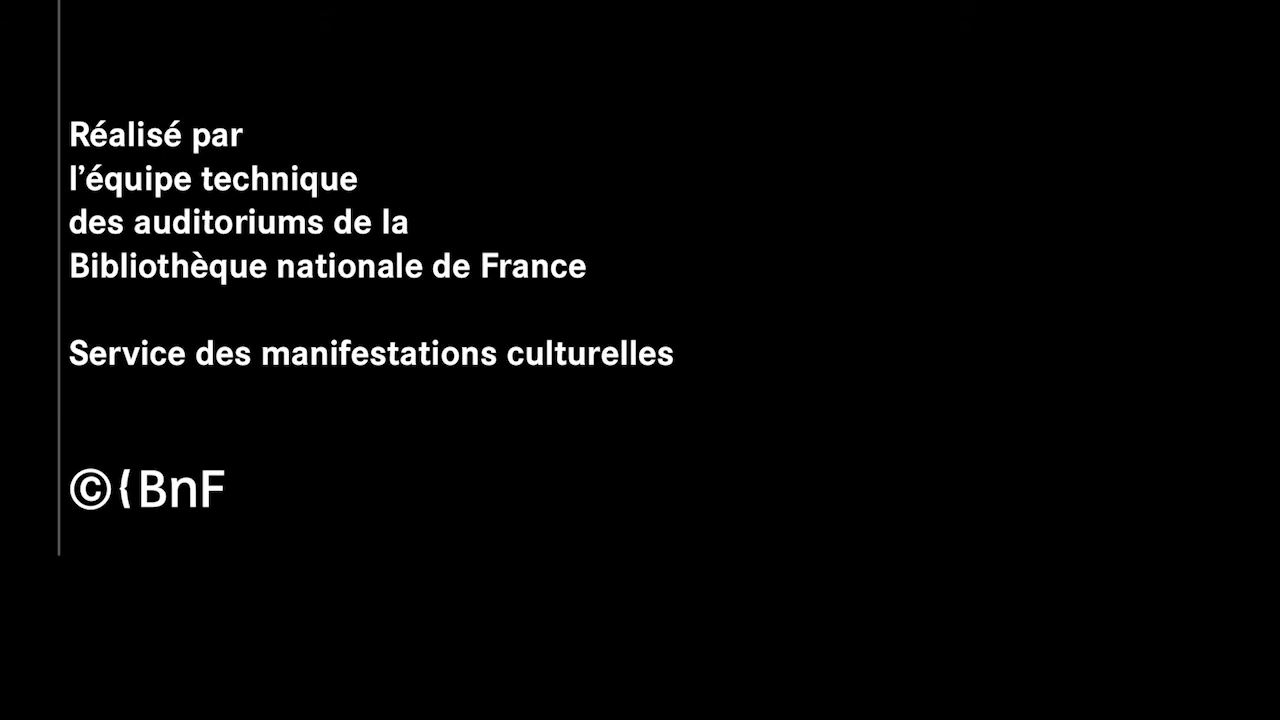 Réalisé par
l’équipe technique
des auditoriums de la
Bibliothèque nationale de France
Service des manifestations culturelles
©{BnF